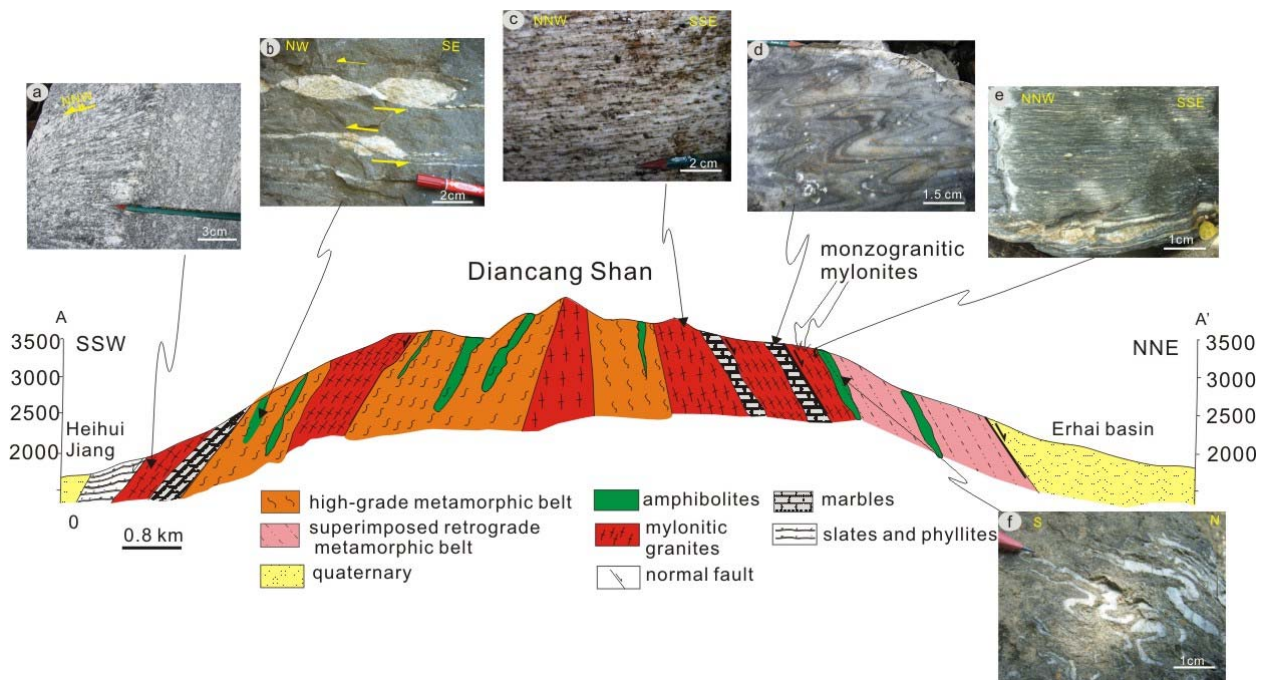 a
NNW
3cm
b
NW
SE
2cm
c
NNW
SSE
2 cm
d
1.5 cm
e
NNW
SSE
1cm
monzogranitic
mylonites
Diancang Shan
A
SSW
3500
3000
2500
2000
Heihui
Jiang
0
0.8 km
A'
NNE
3500
3000
2500
2000
Erhai basin
high-grade metamorphic belt
superimposed retrograde
metamorphic belt
quaternary
amphibolites
mylonitic
granites
normal fault
marbles
slates and phyllites
f
S
N
1cm